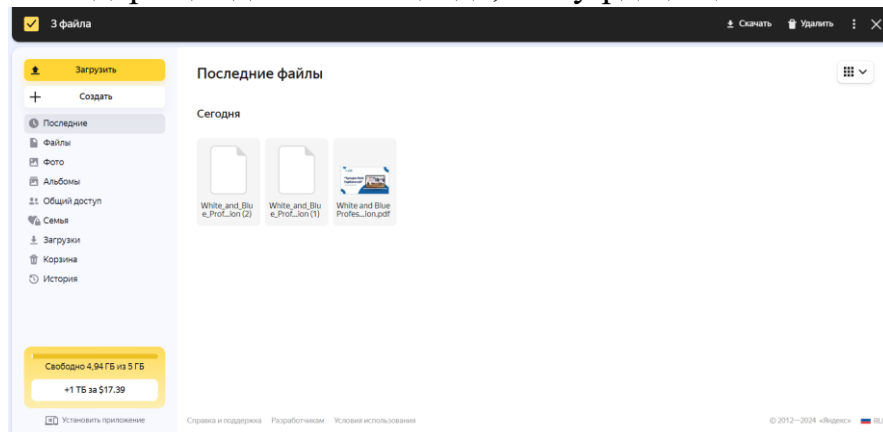 3 файла
Скачать
Удалить
Загрузить
Создать
Последние
Файлы
Фото
Альбомы
Общий доступ
Семья
Загрузки
Корзина
История
Свободно 4,94 ГБ из 5 ГБ
+1 ТБ за $17.39
Установить приложение
Последние файлы
Сегодня
White_and_Blu
e_Prof...ion (2)
White_and_Blu
e_Prof...ion (1)
White and Blue
Profes...ion.pdf
Справка и поддержка
Разработчикам
Условия использования
© 2012—2024 «Яндекс»
RU